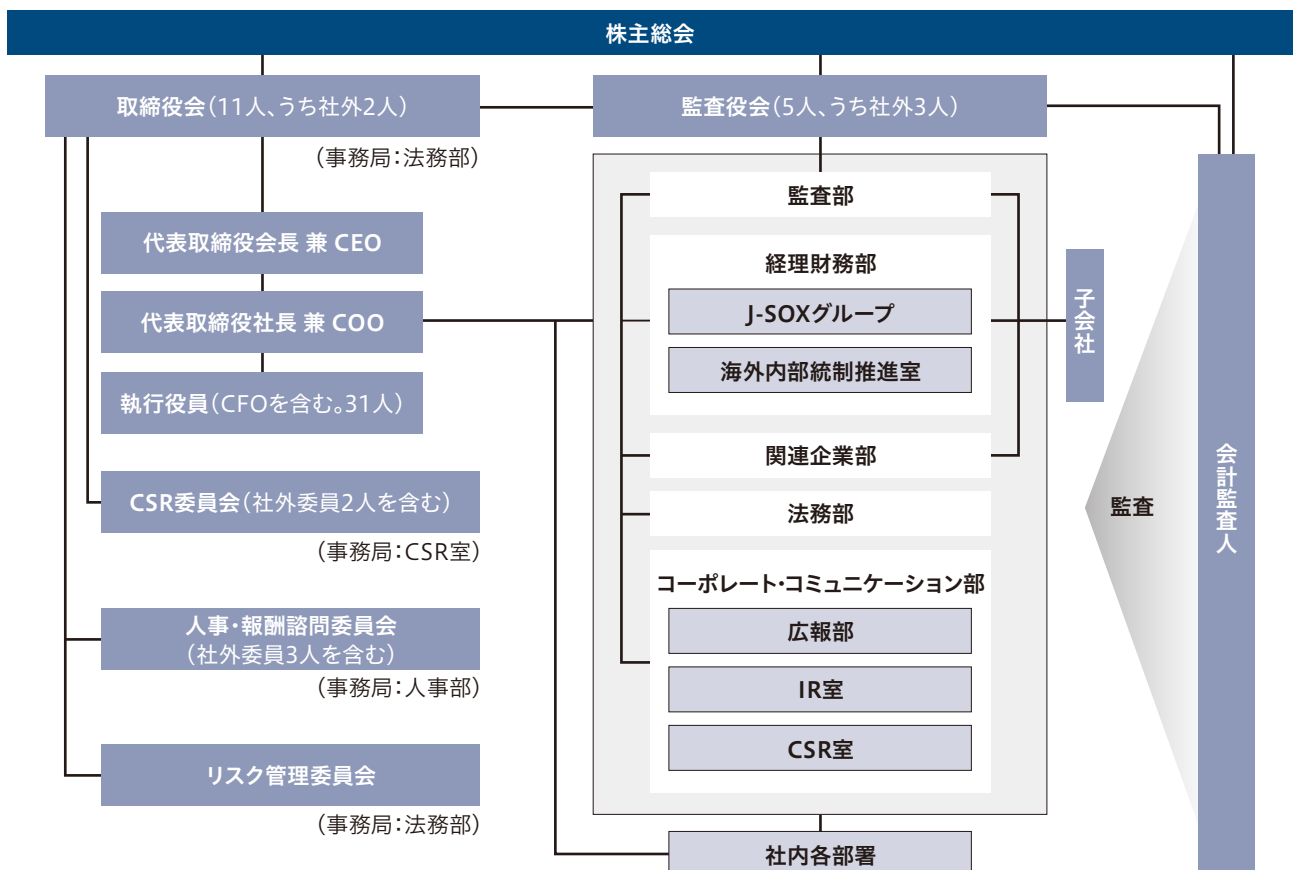 株主総会
取締役会(11人、うち社外2人)
監査役会(5人、うち社外3人)
(事務局:法務部)
代表取締役会長 兼 CEO
代表取締役社長 兼 COO
執行役員(CFOを含む。31人)
CSR委員会(社外委員2人を含む)
(事務局:CSR室)
人事・報酬諮問委員会
(社外委員3人を含む)
(事務局:人事部)
リスク管理委員会
(事務局:法務部)
監査部
経理財務部
J-SOXグループ
海外内部統制推進室
関連企業部
法務部
コーポレート・コミュニケーション部
広報部
IR室
CSR室
社内各部署
子会社
監査
会計監査人